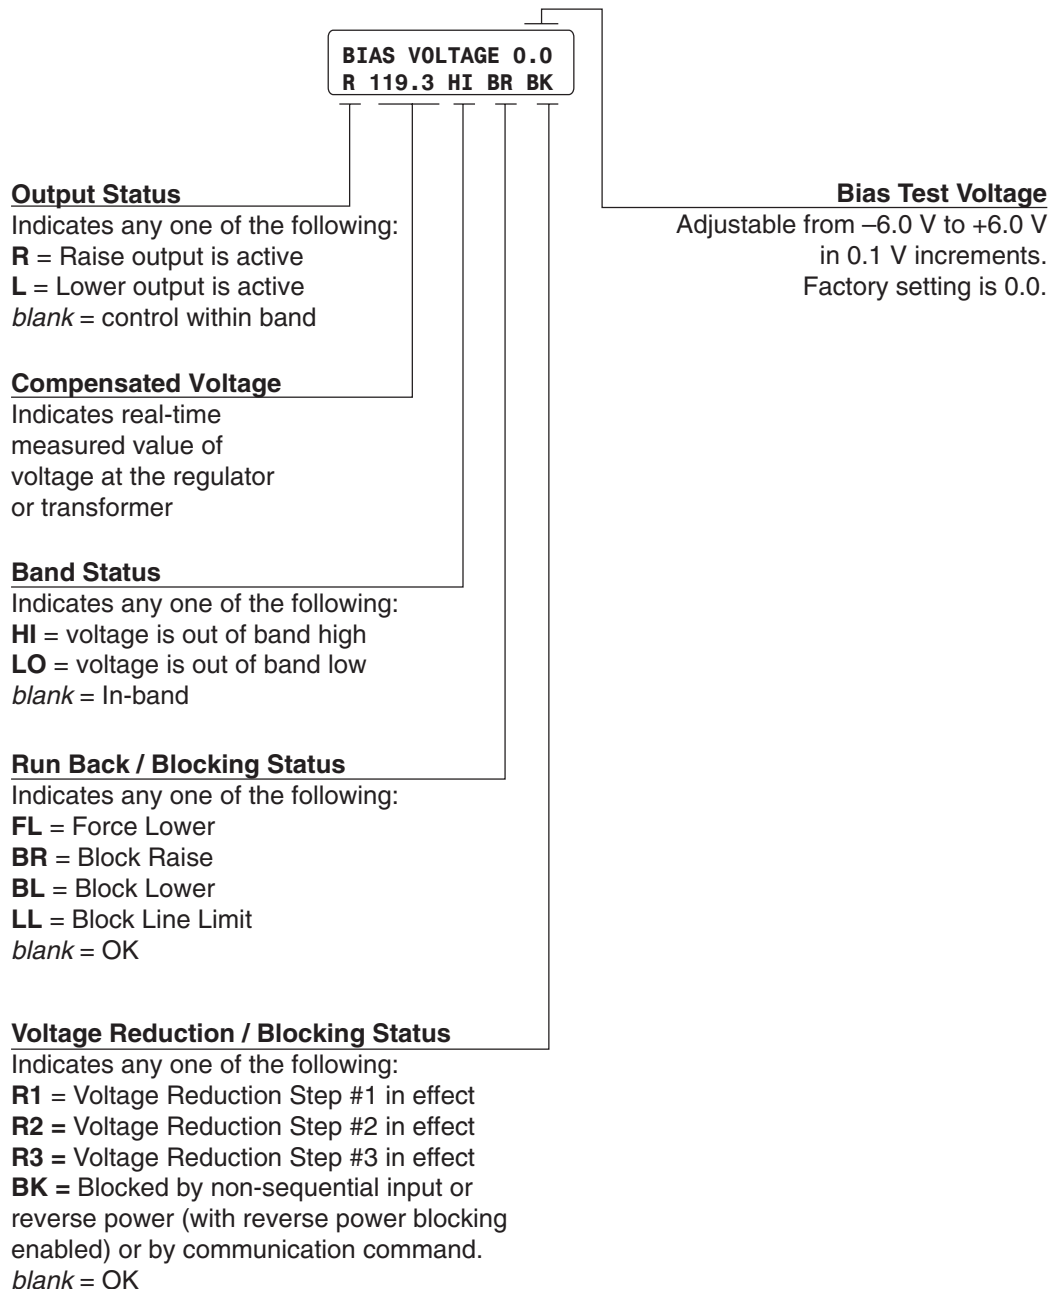 BIAS VOLTAGE 0.0
R 119.3 HI BR BK
Output Status
Indicates any one of the following:
R = Raise output is active
L = Lower output is active
blank = control within band
Bias Test Voltage
Adjustable from –6.0 V to +6.0 V
in 0.1 V increments.
Factory setting is 0.0.
Compensated Voltage
Indicates real-time
measured value of
voltage at the regulator
or transformer
Band Status
Indicates any one of the following:
HI = voltage is out of band high
LO = voltage is out of band low
blank = In-band
Run Back / Blocking Status
Indicates any one of the following:
FL = Force Lower
BR = Block Raise
BL = Block Lower
LL = Block Line Limit
blank = OK
Voltage Reduction / Blocking Status
Indicates any one of the following:
R1 = Voltage Reduction Step #1 in effect
R2 = Voltage Reduction Step #2 in effect
R3 = Voltage Reduction Step #3 in effect
BK = Blocked by non-sequential input or
reverse power (with reverse power blocking
enabled) or by communication command.
blank = OK